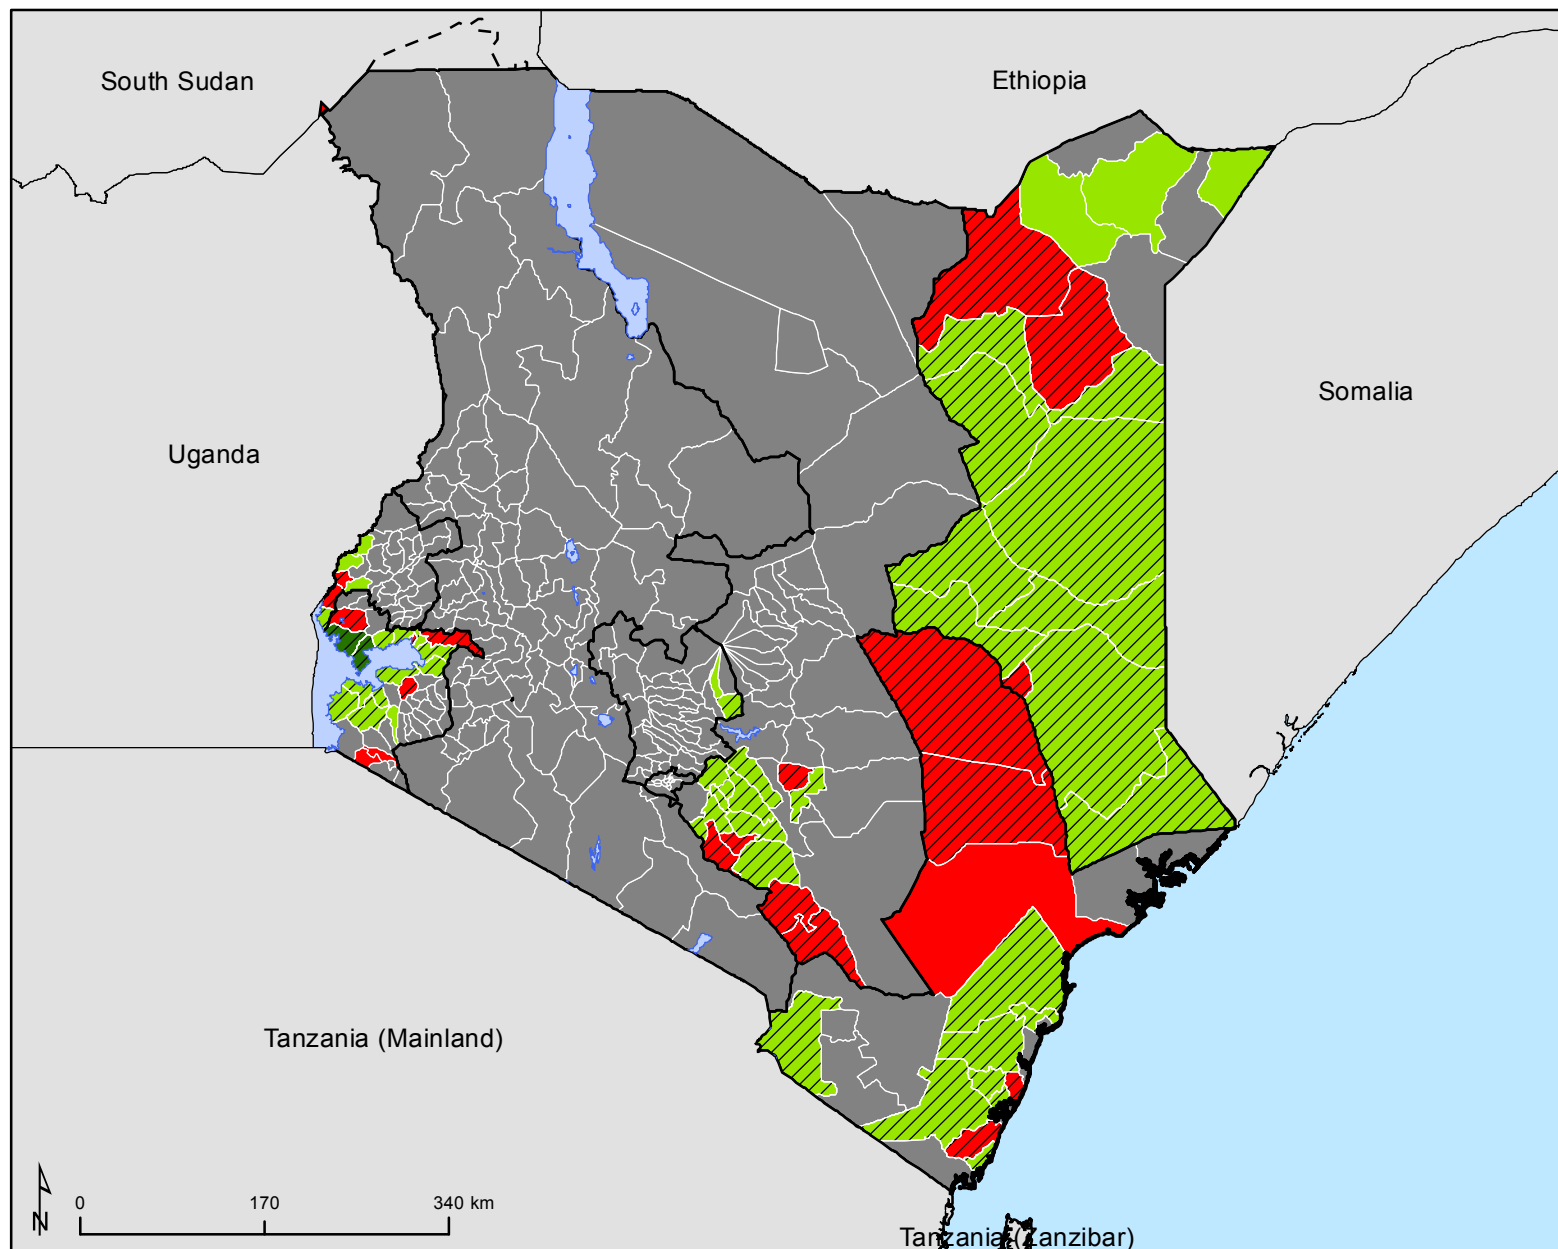 South Sudan
Ethiopia
Somalia
Uganda
Tanzania (Mainland)
N
0 170 340 km
Tanzania (Zanzibar)